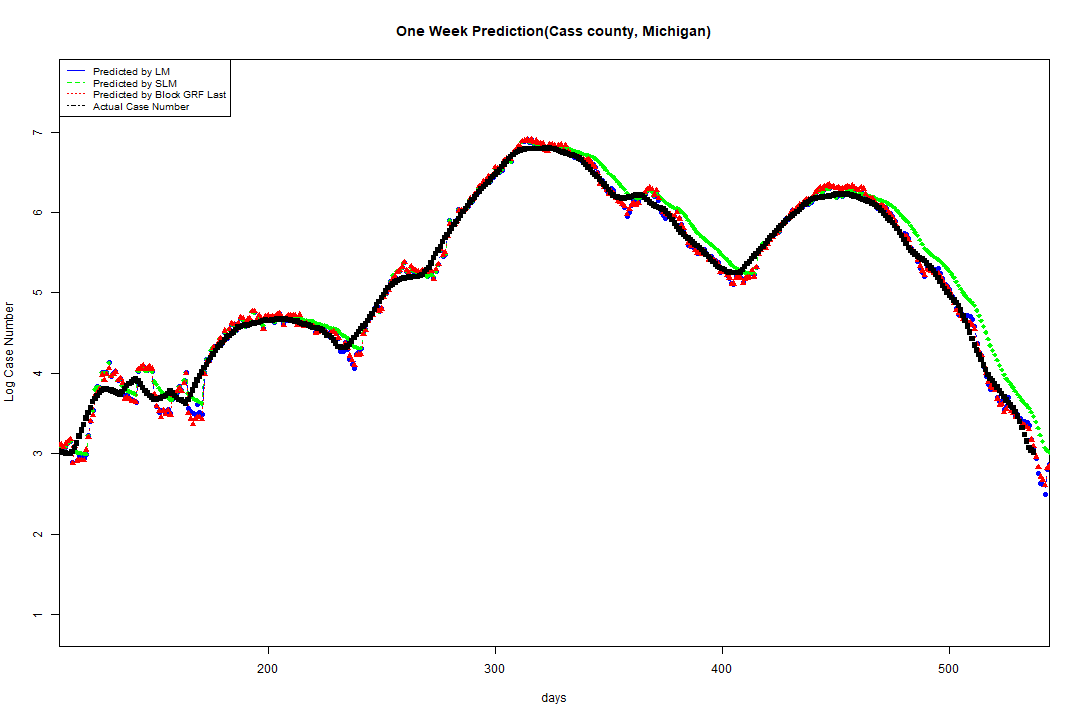 One Week Prediction(Cass county, Michigan)
Predicted by LM
Predicted by SLM
Predicted by Block GRF Last
Actual Case Number
7
6
5
4
3
2
1
Log Case Number
200 300 400 500
days